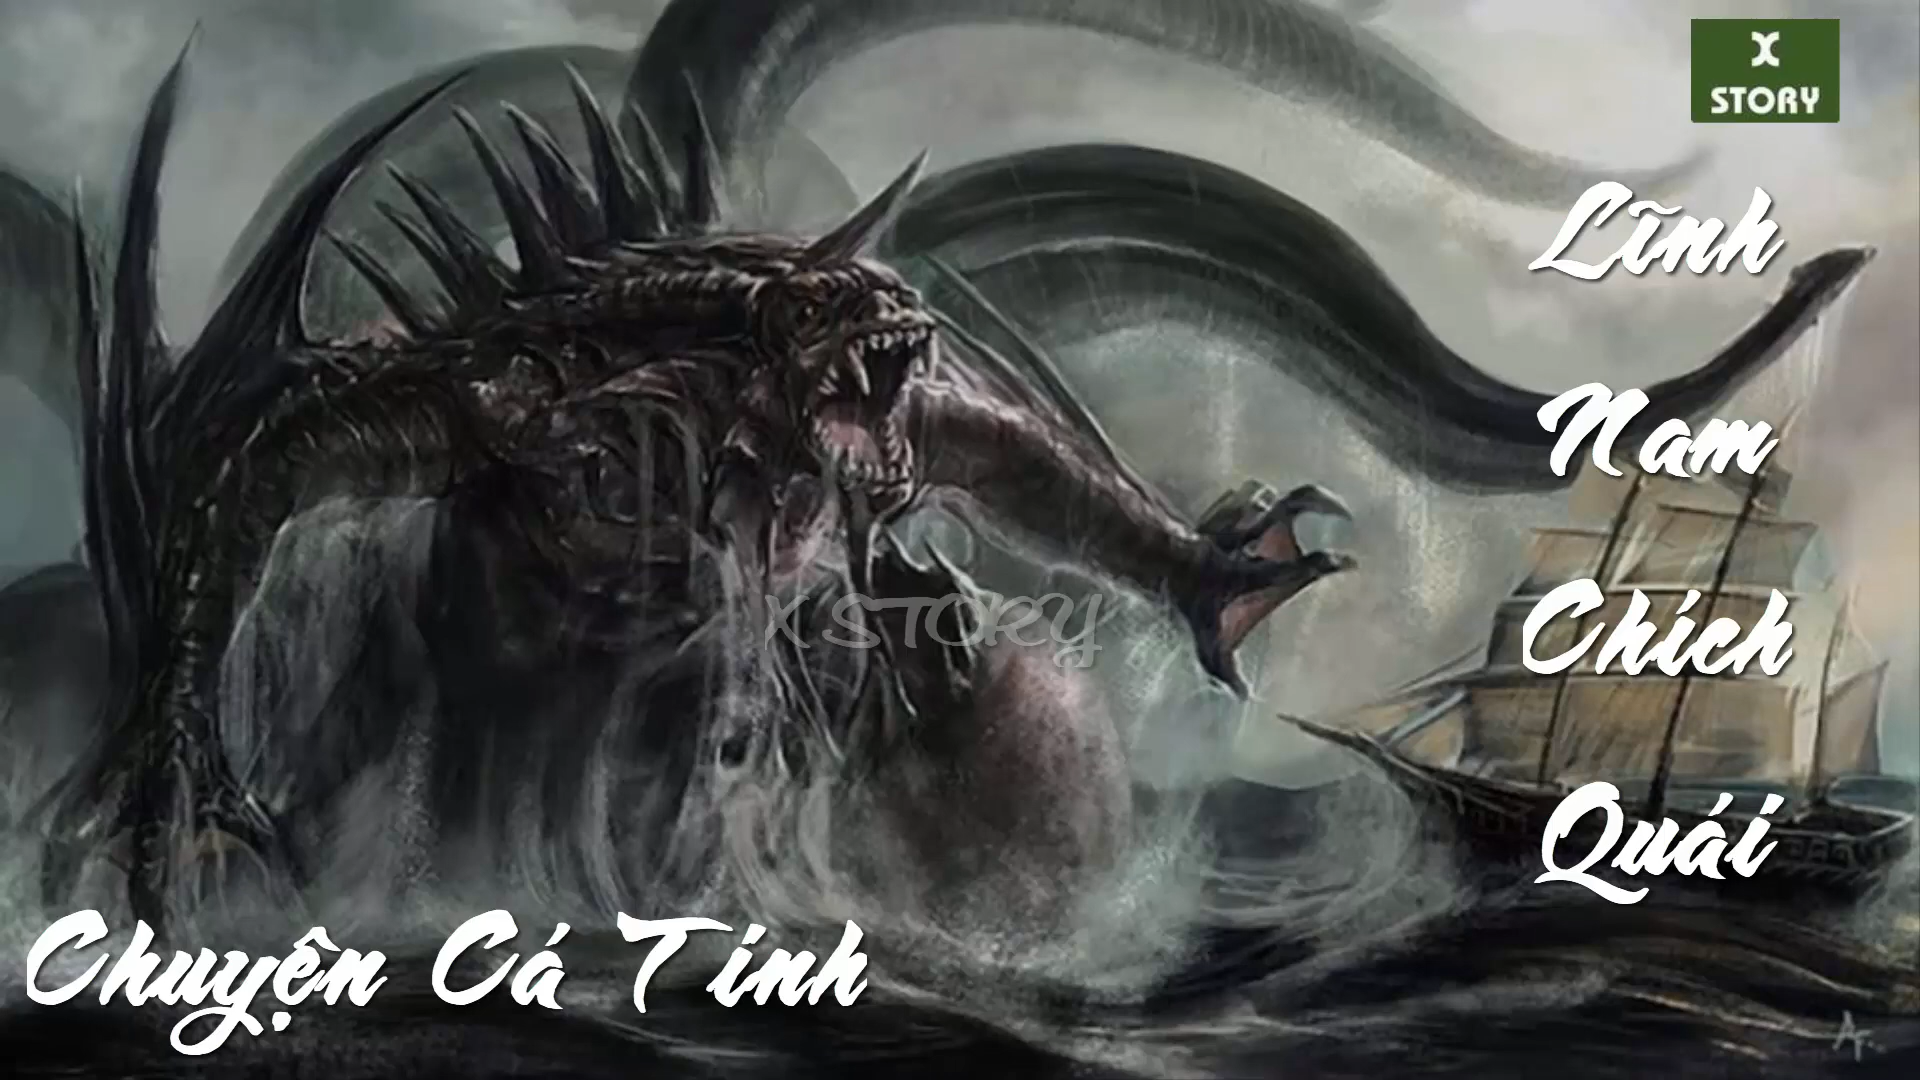 X
STORY
Lĩnh
Nam
Chích
Quái
X STORY
Chuyện Cá Tinh